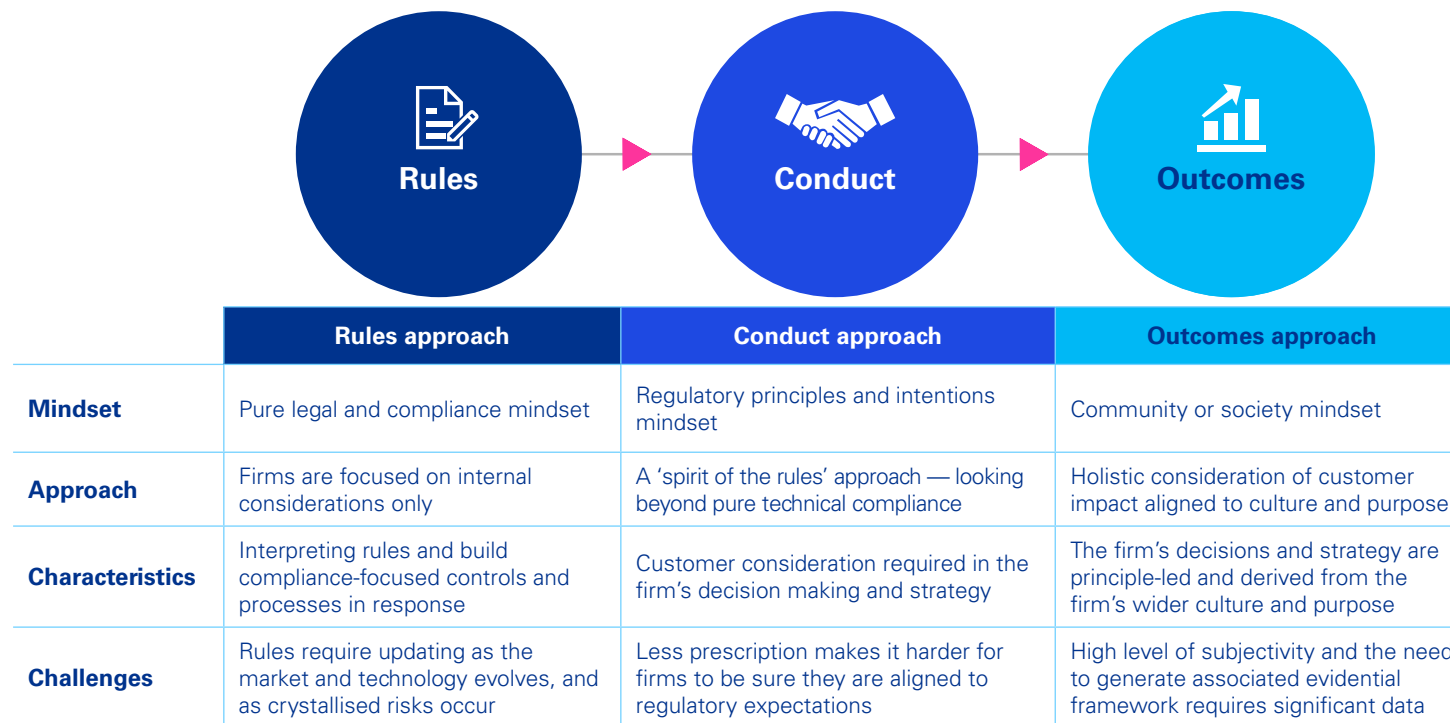 Rules
Conduct
Outcomes
Rules approach
Conduct approach
Outcomes approach
Mindset
Pure legal and compliance mindset
Regulatory principles and intentions
mindset
Community or society mindset
Approach
Firms are focused on internal
considerations only
A ‘spirit of the rules’ approach — looking
beyond pure technical compliance
Holistic consideration of customer
impact aligned to culture and purpose
Characteristics
Interpreting rules and build
compliance-focused controls and
processes in response
Customer consideration required in the
firm’s decision making and strategy
The firm’s decisions and strategy are
principle-led and derived from the
firm’s wider culture and purpose
Challenges
Rules require updating as the
market and technology evolves, and
as crystallised risks occur
Less prescription makes it harder for
firms to be sure they are aligned to
regulatory expectations
High level of subjectivity and the need
to generate associated evidential
framework requires significant data